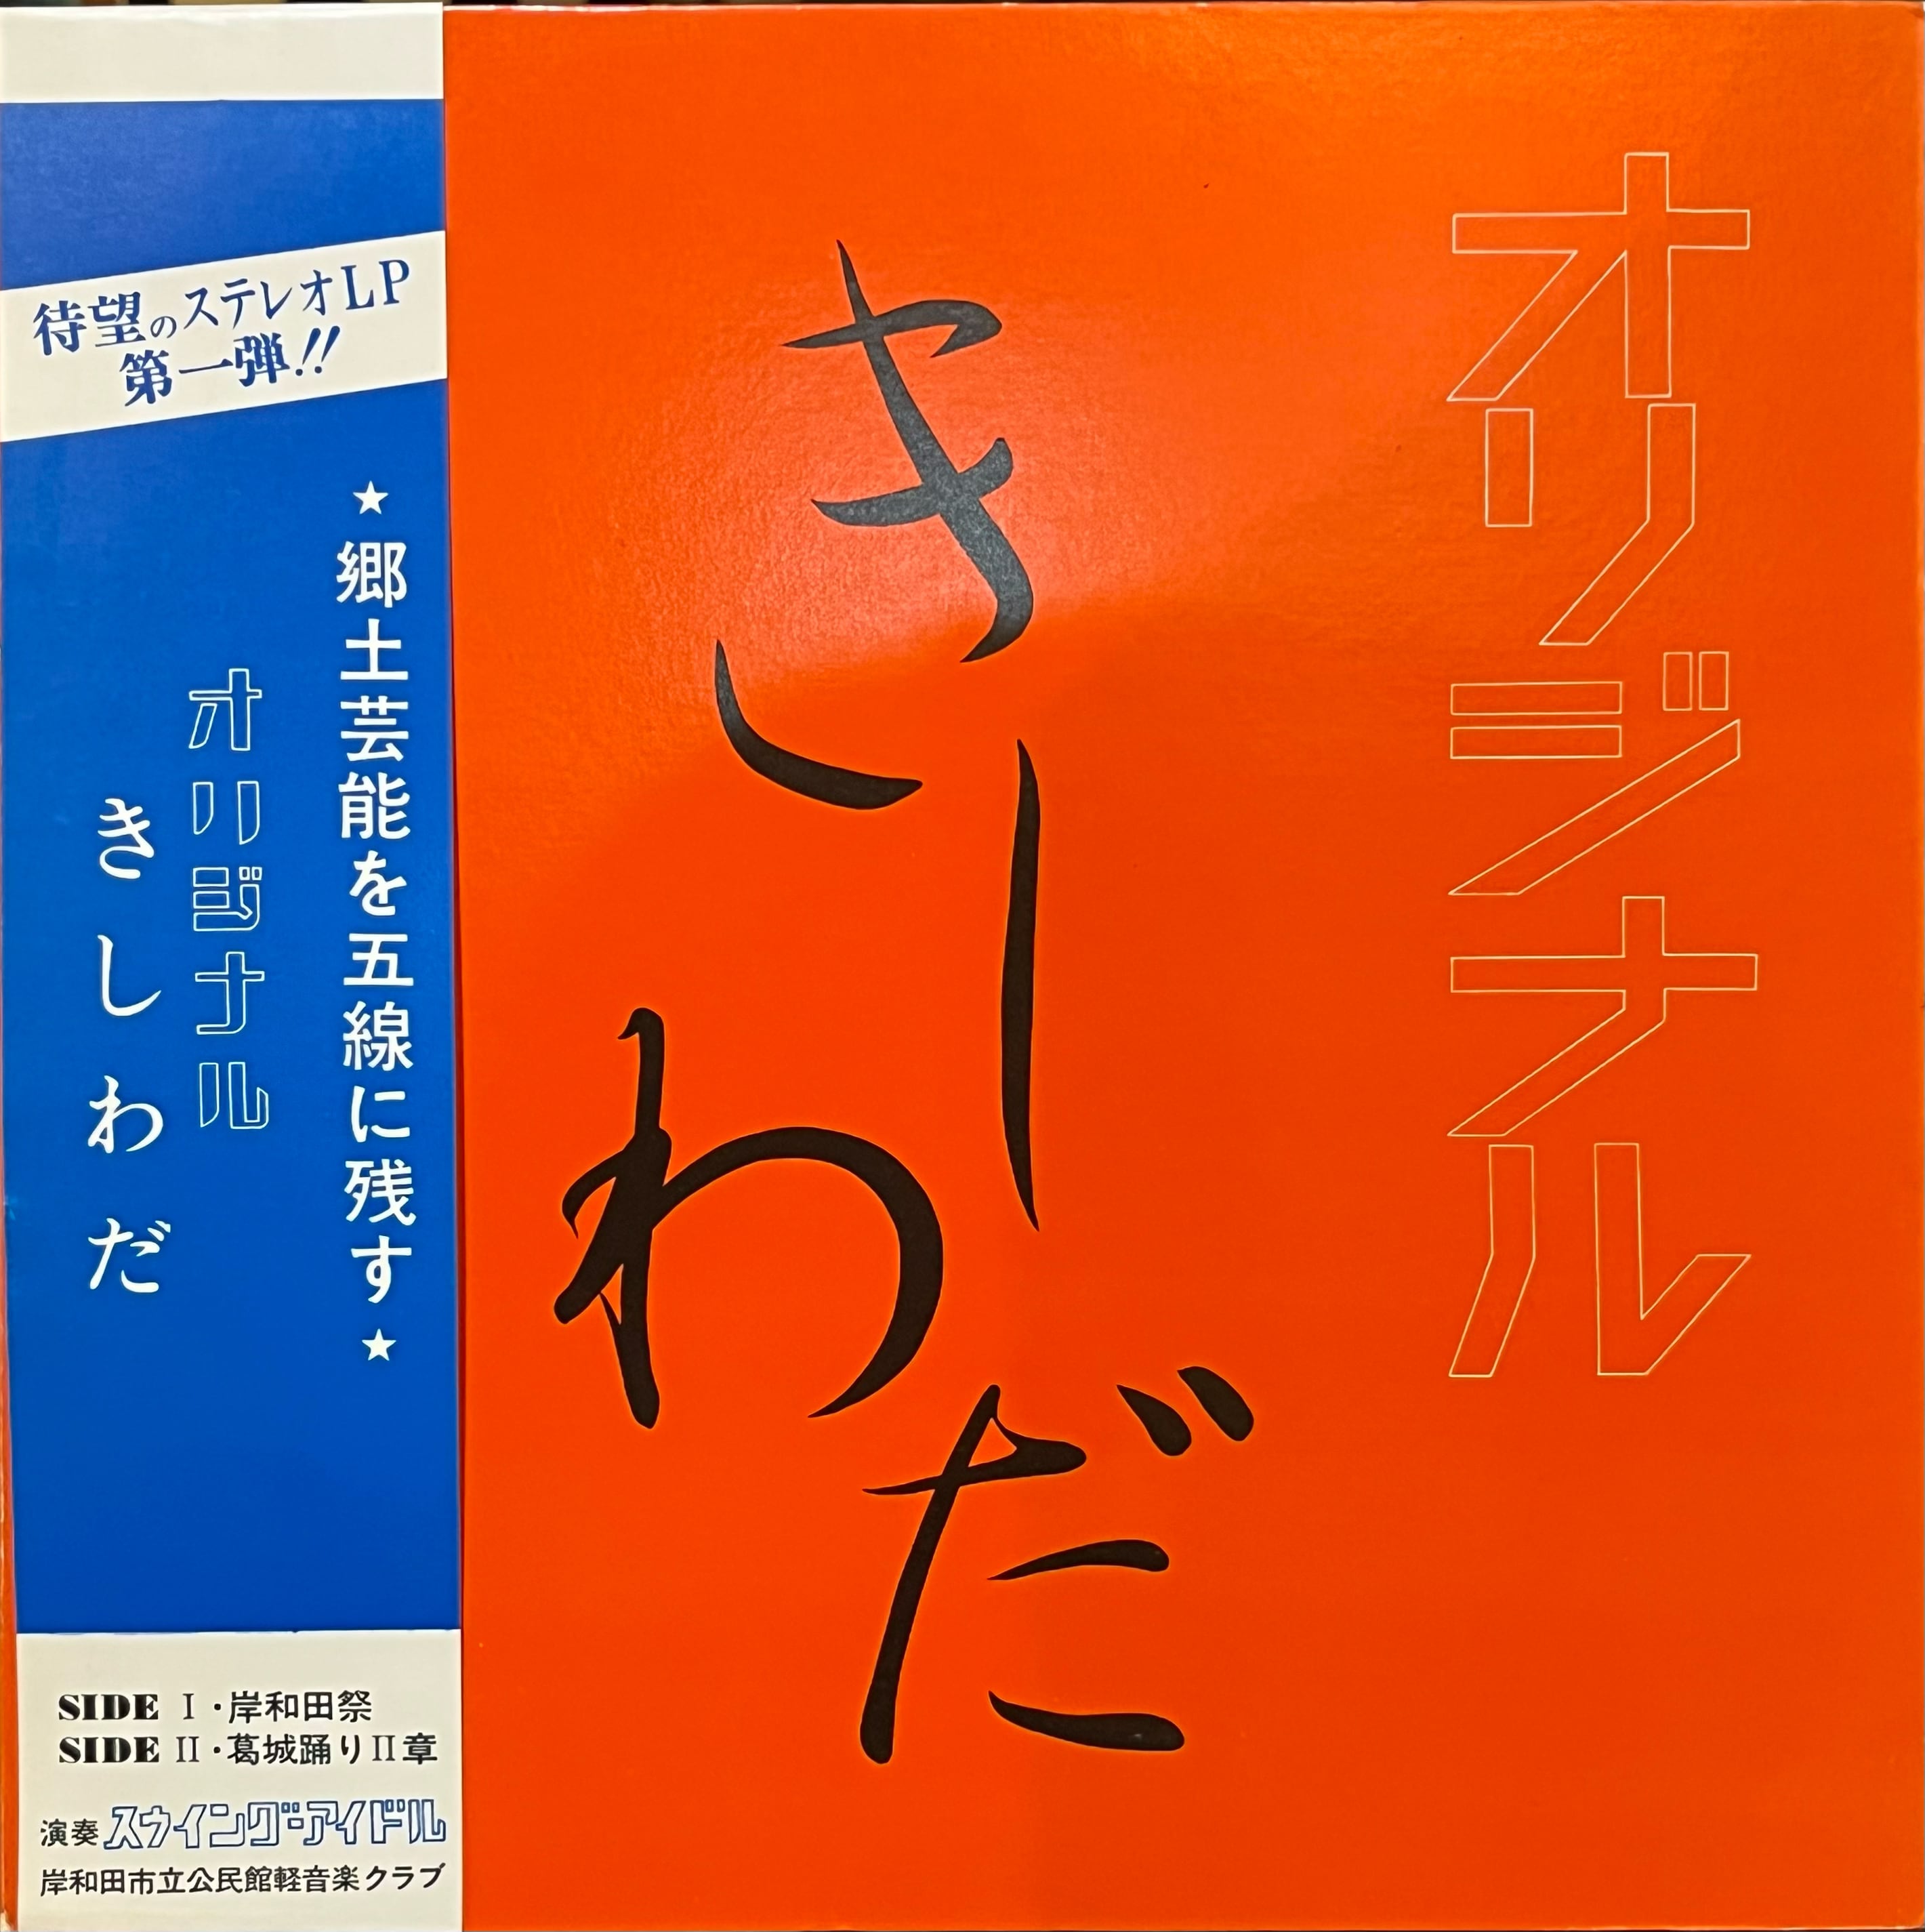 待望のステレオLP
第一弾!!
★郷土芸能を五線に残す★
オリジナル
きしわだ
SIDE I・岸和田祭
SIDE II・葛城踊りII章
演奏 スウイング・アイドル
岸和田市立公民館軽音楽クラブ
オリジナル
きしわだ